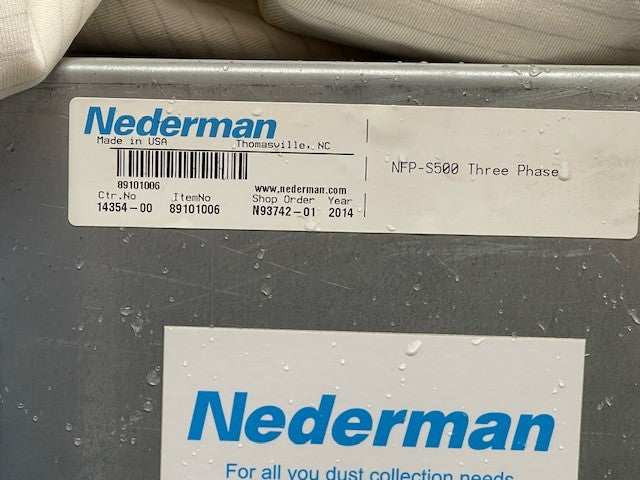 Nederman
Made in USA Thomasville, NC
NFP-S500 Three Phase
89101006
www.nederman.com
Ctr.No ItemNo Shop Order Year
14354-00 89101006 N93742-01 2014
Nederman
For all you dust collection needs